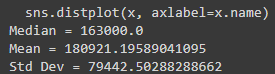 sns.distplot(x, axlabel=x.name)
Median = 163000.0
Mean = 180921.19589041095
Std Dev = 79442.50288288662